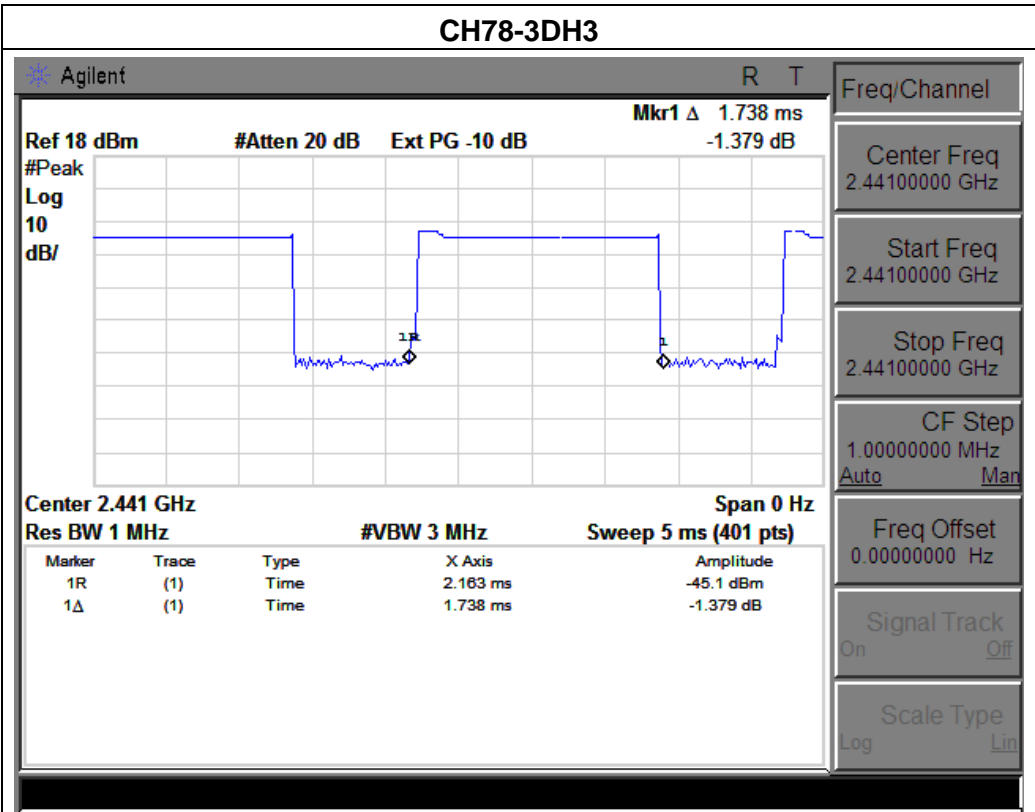 CH78-3DH3
Agilent R T
Mkr1 Δ 1.738 ms
Ref 18 dBm #Atten 20 dB Ext PG -10 dB -1.379 dB
#Peak
Log
10
dB/
1R
1
Center 2.441 GHz Span 0 Hz
Res BW 1 MHz #VBW 3 MHz Sweep 5 ms (401 pts)
Marker Trace Type X Axis Amplitude
1R (1) Time 2.163 ms -45.1 dBm
1Δ (1) Time 1.738 ms -1.379 dB
Freq/Channel
Center Freq
2.44100000 GHz
Start Freq
2.44100000 GHz
Stop Freq
2.44100000 GHz
CF Step
1.00000000 MHz
Auto Man
Freq Offset
0.00000000 Hz
Signal Track
On Off
Scale Type
Log Lin